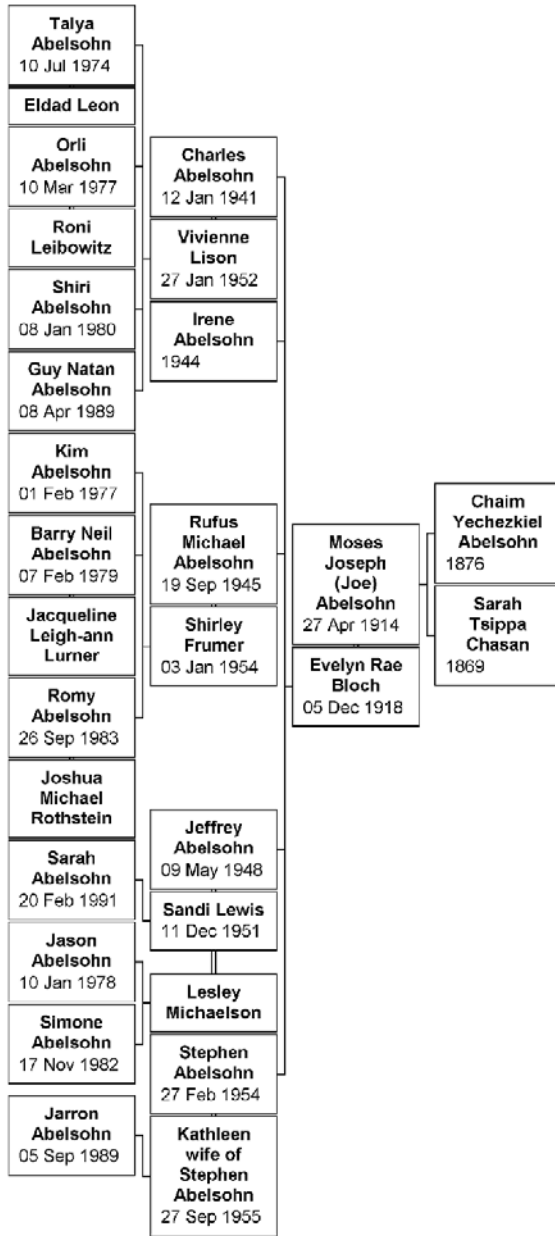 Talya
Abelsohn
10 Jul 1974
Eldad Leon
Orli
Abelsohn
10 Mar 1977
Roni
Leibowitz
Shiri
Abelsohn
08 Jan 1980
Guy Natan
Abelsohn
08 Apr 1989
Kim
Abelsohn
01 Feb 1977
Barry Neil
Abelsohn
07 Feb 1979
Jacqueline
Leigh-ann
Lurner
Romy
Abelsohn
26 Sep 1983
Joshua
Michael
Rothstein
Sarah
Abelsohn
20 Feb 1991
Jason
Abelsohn
10 Jan 1978
Simone
Abelsohn
17 Nov 1982
Jarron
Abelsohn
05 Sep 1989
Charles
Abelsohn
12 Jan 1941
Vivienne
Lison
27 Jan 1952
Irene
Abelsohn
1944
Rufus
Michael
Abelsohn
19 Sep 1945
Shirley
Frumer
03 Jan 1954
Jeffrey
Abelsohn
09 May 1948
Sandi Lewis
11 Dec 1951
Lesley
Michaelson
Stephen
Abelsohn
27 Feb 1954
Kathleen
wife of
Stephen
Abelsohn
27 Sep 1955
Moses
Joseph
(Joe)
Abelsohn
27 Apr 1914
Evelyn Rae
Bloch
05 Dec 1918
Chaim
Yechezkiel
Abelsohn
1876
Sarah
Tsippa
Chasan
1869